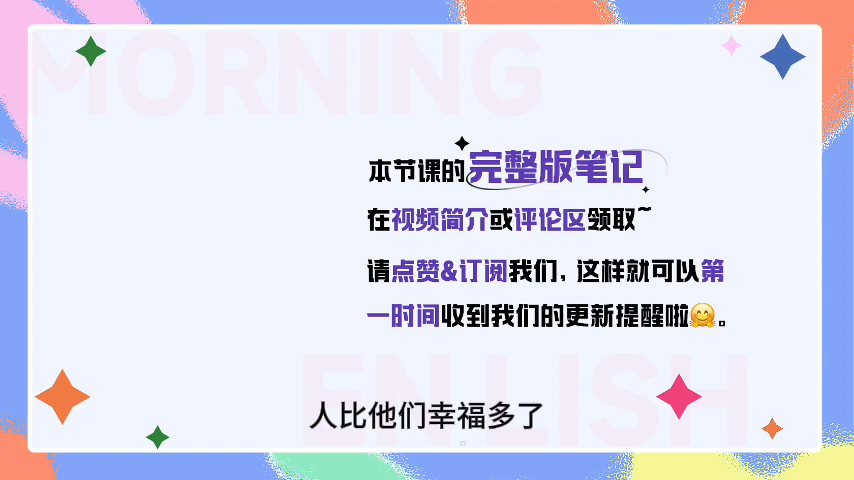 MORNING
本节课的完整版笔记
在视频简介或评论区领取~
请点赞&订阅我们，这样就可以第
一时间收到我们的更新提醒啦🤗。
EN LISH
人比他们幸福多了